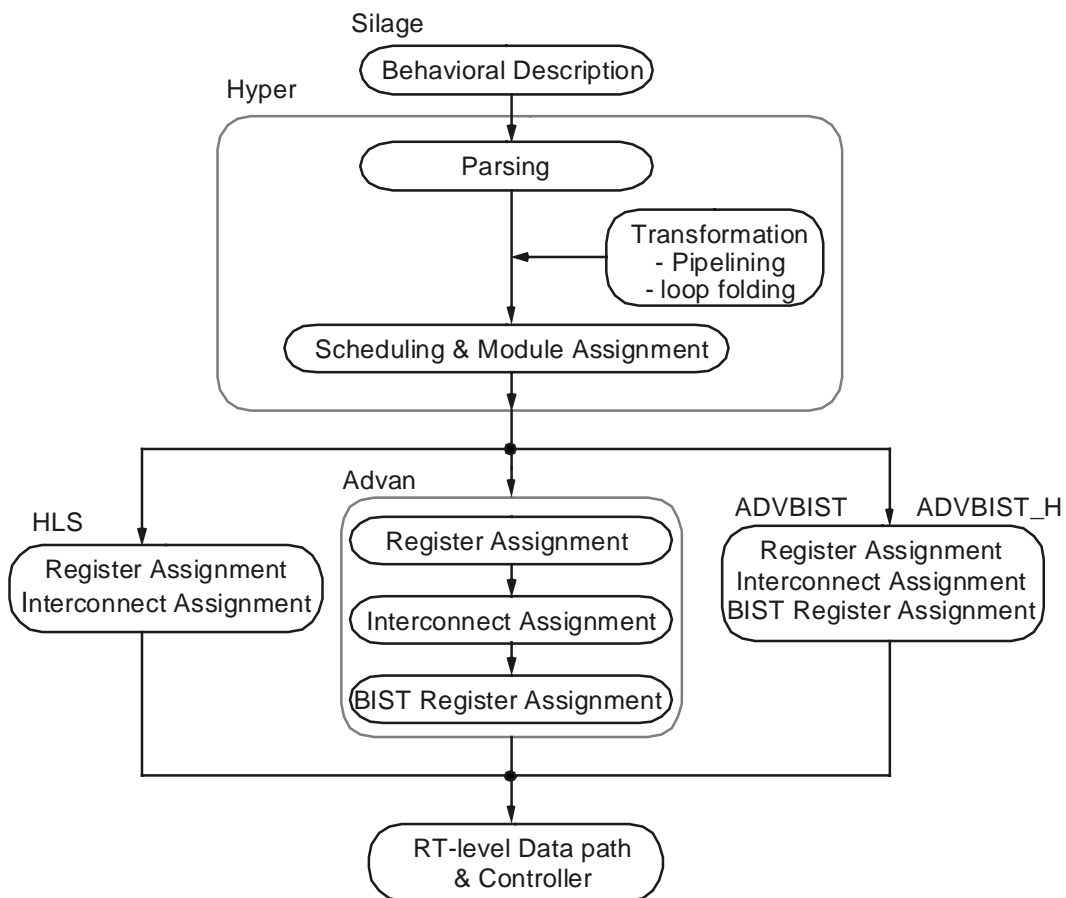 Silage
Behavioral Description
Hyper
Parsing
Transformation
- Pipelining
- loop folding
Scheduling & Module Assignment
Advan
HLS
ADVBIST
ADVBIST_H
Register Assignment
Interconnect Assignment
Register Assignment
Interconnect Assignment
BIST Register Assignment
Register Assignment
Interconnect Assignment
BIST Register Assignment
RT-level Data path
& Controller